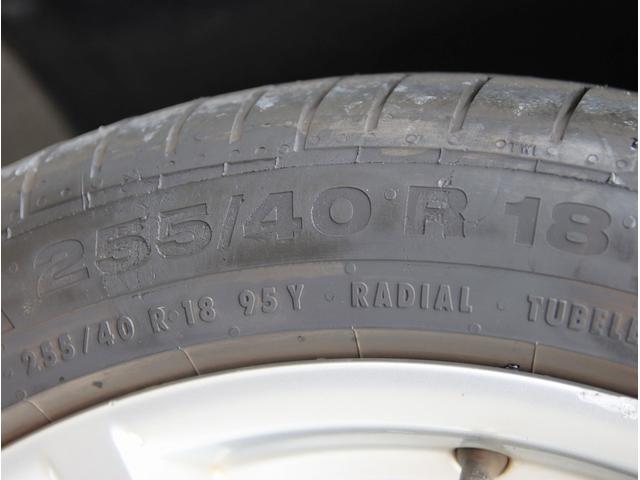 TWI
255/40 R 18
255/40 R 18 95 Y · RADIAL · TUBELE